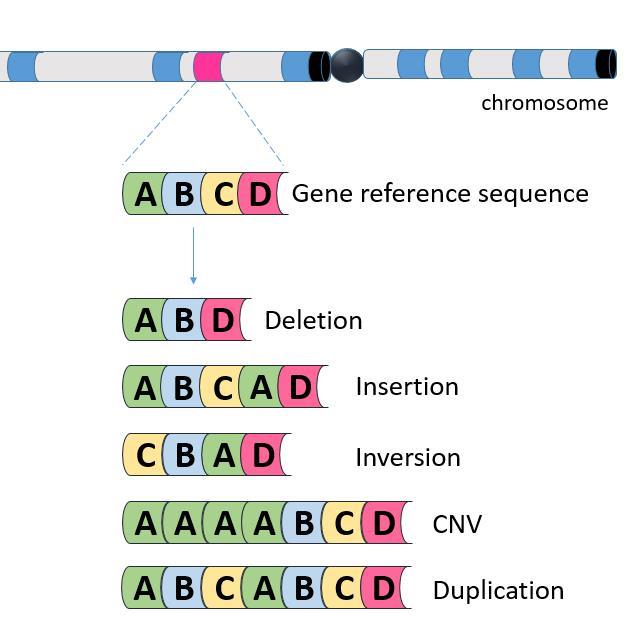 chromosome
A B C D Gene reference sequence
A B D Deletion
A B C A D Insertion
C B A D Inversion
A A A A B C D CNV
A B C A B C D Duplication